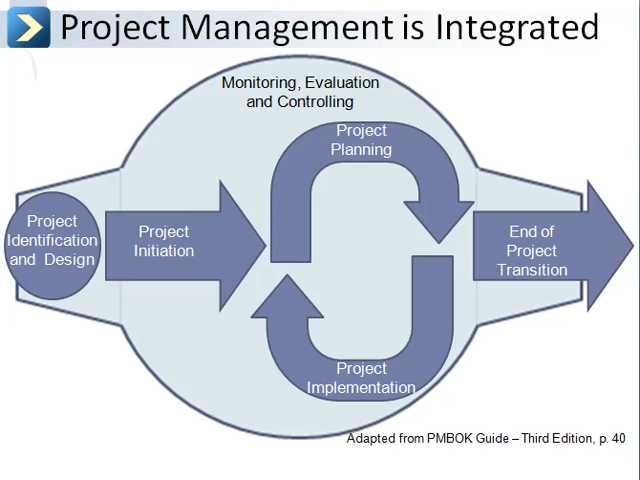 Project Management is Integrated
Monitoring, Evaluation
and Controlling
Project
Planning
Project
Identification
and Design
Project
Initiation
End of
Project
Transition
Project
Implementation
Adapted from PMBOK Guide – Third Edition, p. 40